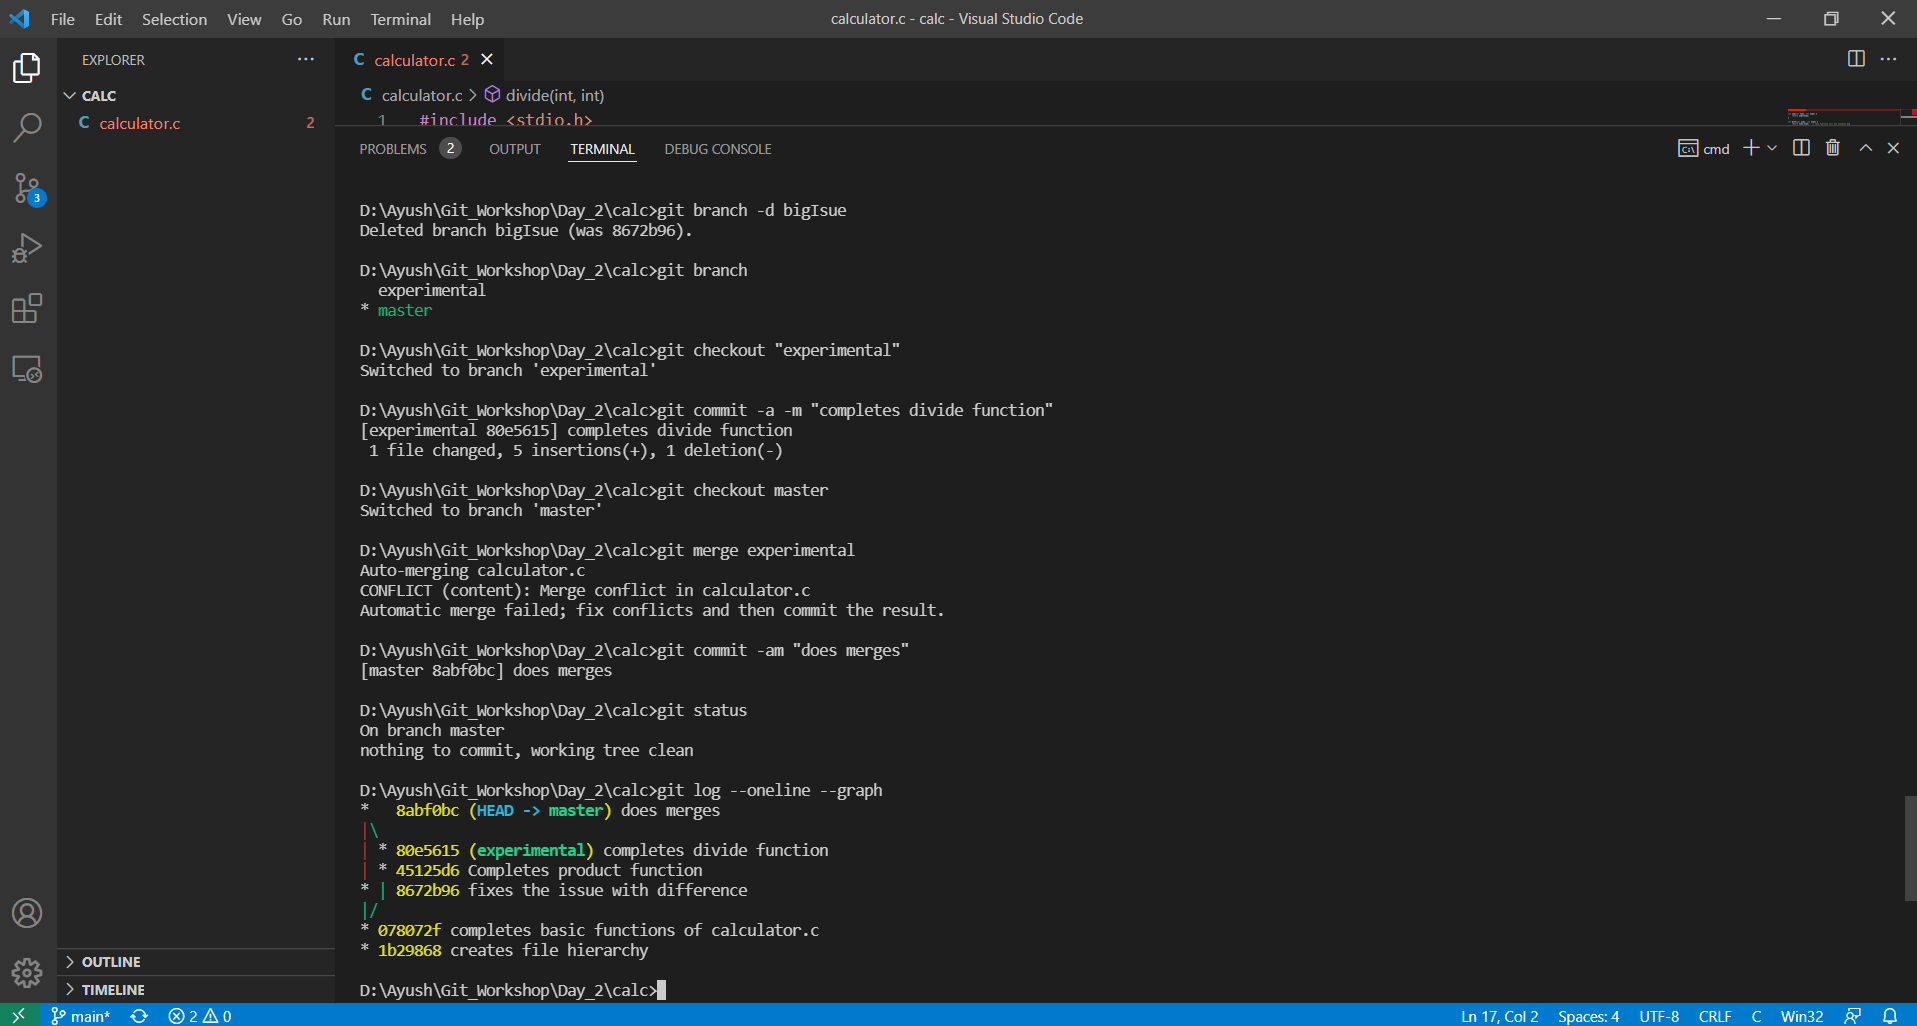 File Edit Selection View Go Run Terminal Help
calculator.c - calc - Visual Studio Code
EXPLORER
CALC
C calculator.c 2
3
C calculator.c 2
C calculator.c > divide(int, int)
1 #include <stdio.h>
PROBLEMS 2 OUTPUT TERMINAL DEBUG CONSOLE
cmd
D:\Ayush\Git_Workshop\Day_2\calc>git branch -d bigIsue
Deleted branch bigIsue (was 8672b96).
D:\Ayush\Git_Workshop\Day_2\calc>git branch
experimental
* master
D:\Ayush\Git_Workshop\Day_2\calc>git checkout "experimental"
Switched to branch 'experimental'
D:\Ayush\Git_Workshop\Day_2\calc>git commit -a -m "completes divide function"
[experimental 80e5615] completes divide function
1 file changed, 5 insertions(+), 1 deletion(-)
D:\Ayush\Git_Workshop\Day_2\calc>git checkout master
Switched to branch 'master'
D:\Ayush\Git_Workshop\Day_2\calc>git merge experimental
Auto-merging calculator.c
CONFLICT (content): Merge conflict in calculator.c
Automatic merge failed; fix conflicts and then commit the result.
D:\Ayush\Git_Workshop\Day_2\calc>git commit -am "does merges"
[master 8abf0bc] does merges
D:\Ayush\Git_Workshop\Day_2\calc>git status
On branch master
nothing to commit, working tree clean
D:\Ayush\Git_Workshop\Day_2\calc>git log --oneline --graph
*   8abf0bc (HEAD -> master) does merges
|\
| * 80e5615 (experimental) completes divide function
| * 45125d6 Completes product function
* | 8672b96 fixes the issue with difference
|/
* 078072f completes basic functions of calculator.c
* 1b29868 creates file hierarchy
D:\Ayush\Git_Workshop\Day_2\calc>
OUTLINE
TIMELINE
main* 2 0
Ln 17, Col 2 Spaces: 4 UTF-8 CRLF C Win32